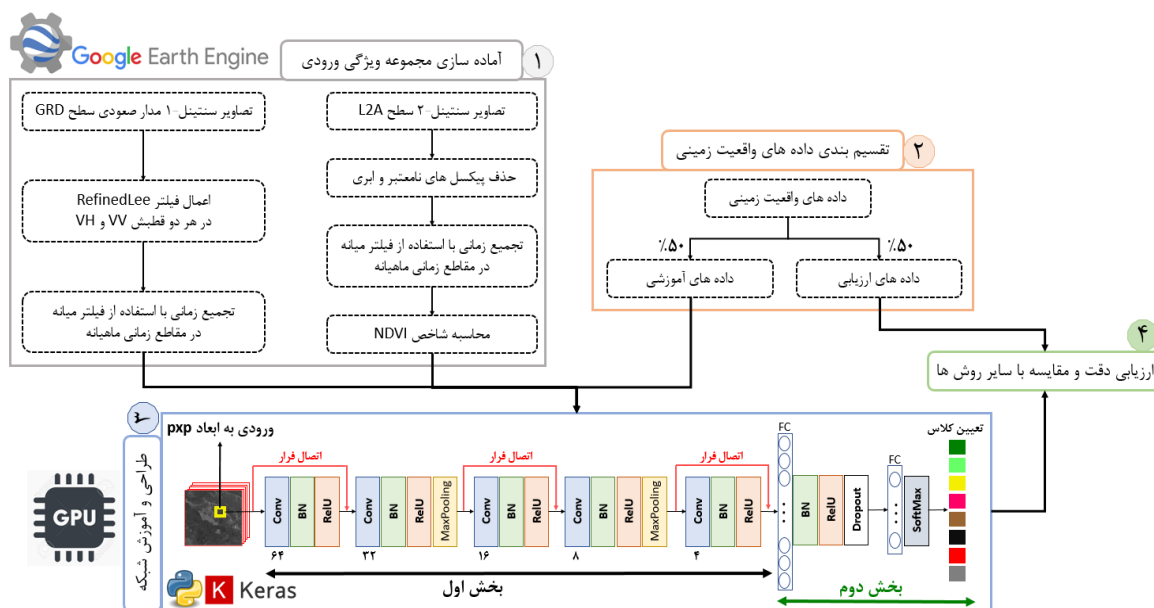 Google Earth Engine
۱
آماده سازی مجموعه ویژگی ورودی
تصاویر سنتینل-۲ سطح L2A
حذف پیکسل های نامعتبر و ابری
تجمیع زمانی با استفاده از فیلتر میانه
در مقاطع زمانی ماهیانه
محاسبه شاخص NDVI
تصاویر سنتینل-۱ مدار صعودی سطح GRD
اعمال فیلتر RefinedLee
در هر دو قطبش VV و VH
تجمیع زمانی با استفاده از فیلتر میانه
در مقاطع زمانی ماهیانه
۲
تقسیم بندی داده های واقعیت زمینی
داده های واقعیت زمینی
٪۵۰
٪۵۰
داده های ارزیابی
داده های آموزشی
۴
ارزیابی دقت و مقایسه با سایر روش ها
۳
طراحی و آموزش شبکه
GPU
Keras
ورودی به ابعاد pxp
اتصال فرار
اتصال فرار
اتصال فرار
Conv
BN
RelU
۶۴
Conv
BN
RelU
MaxPooling
۳۲
Conv
BN
RelU
۱۶
Conv
BN
RelU
MaxPooling
۸
Conv
BN
RelU
۴
FC
BN
RelU
Dropout
FC
SoftMax
تعیین کلاس
بخش اول
بخش دوم